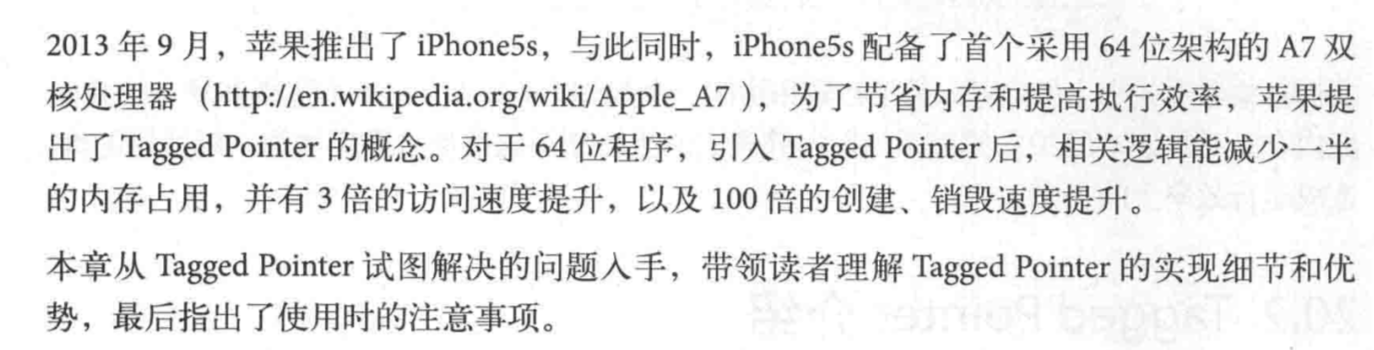 2013 年 9 月，苹果推出了 iPhone5s，与此同时，iPhone5s 配备了首个采用 64 位架构的 A7 双
核处理器（http://en.wikipedia.org/wiki/Apple_A7 ），为了节省内存和提高执行效率，苹果提
出了 Tagged Pointer 的概念。对于 64 位程序，引入 Tagged Pointer 后，相关逻辑能减少一半
的内存占用，并有 3 倍的访问速度提升，以及 100 倍的创建、销毁速度提升。
本章从 Tagged Pointer 试图解决的问题入手，带领读者理解 Tagged Pointer 的实现细节和优
势，最后指出了使用时的注意事项。